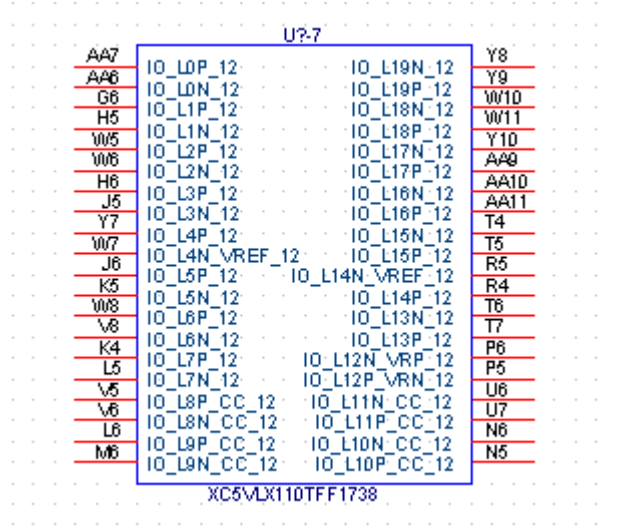 U?-7
AA7 IO_L0P_12 IO_L19N_12 Y8
AA6 IO_L0N_12 IO_L19P_12 Y9
G6 IO_L1P_12 IO_L18N_12 W10
H5 IO_L1N_12 IO_L18P_12 W11
W5 IO_L2P_12 IO_L17N_12 Y10
W6 IO_L2N_12 IO_L17P_12 AA9
H6 IO_L3P_12 IO_L16N_12 AA10
J5 IO_L3N_12 IO_L16P_12 AA11
Y7 IO_L4P_12 IO_L15N_12 T4
W7 IO_L4N_VREF_12 IO_L15P_12 T5
J6 IO_L5P_12 IO_L14N_VREF_12 R5
K5 IO_L5N_12 IO_L14P_12 R4
W8 IO_L6P_12 IO_L13N_12 T6
V8 IO_L6N_12 IO_L13P_12 T7
K4 IO_L7P_12 IO_L12N_VRP_12 P6
L5 IO_L7N_12 IO_L12P_VRN_12 P5
V5 IO_L8P_CC_12 IO_L11N_CC_12 U6
V6 IO_L8N_CC_12 IO_L11P_CC_12 U7
L6 IO_L9P_CC_12 IO_L10N_CC_12 N6
M6 IO_L9N_CC_12 IO_L10P_CC_12 N5
XC5VLX110TFF1738